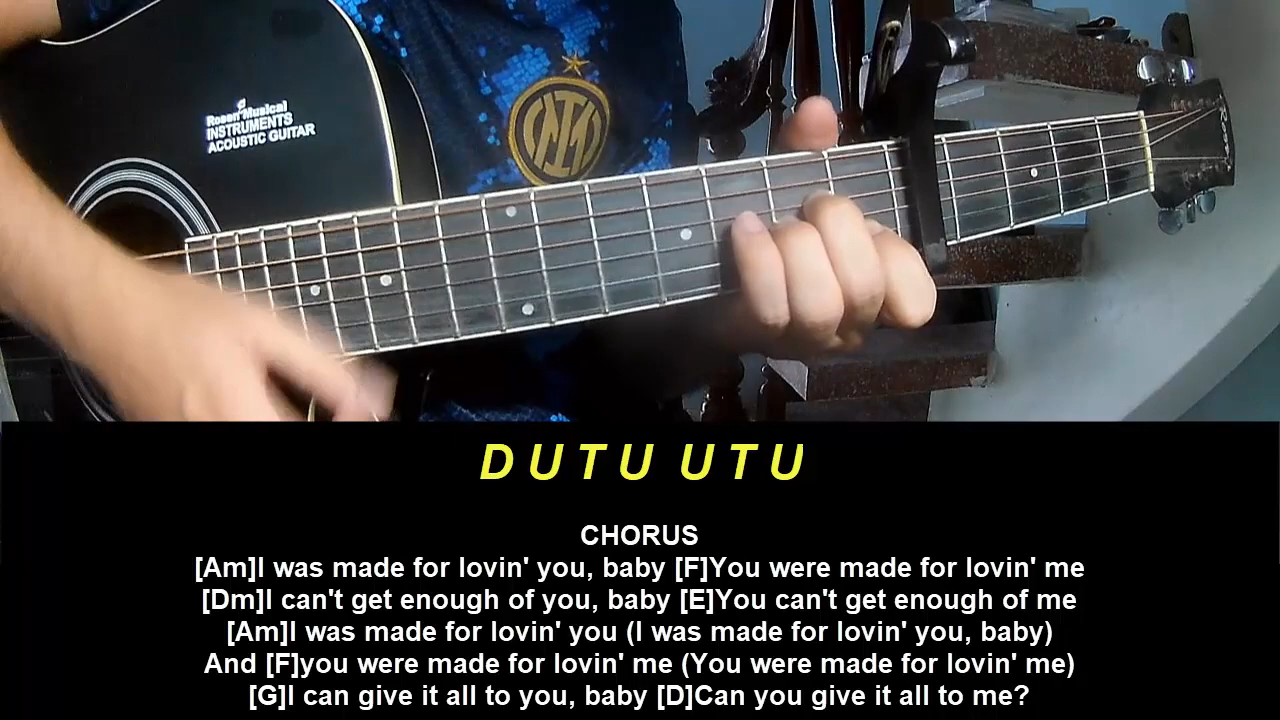 Rosen Musical
INSTRUMENTS
ACOUSTIC GUITAR
D U T U U T U
CHORUS
[Am]I was made for lovin' you, baby [F]You were made for lovin' me
[Dm]I can't get enough of you, baby [E]You can't get enough of me
[Am]I was made for lovin' you (I was made for lovin' you, baby)
And [F]you were made for lovin' me (You were made for lovin' me)
[G]I can give it all to you, baby [D]Can you give it all to me?